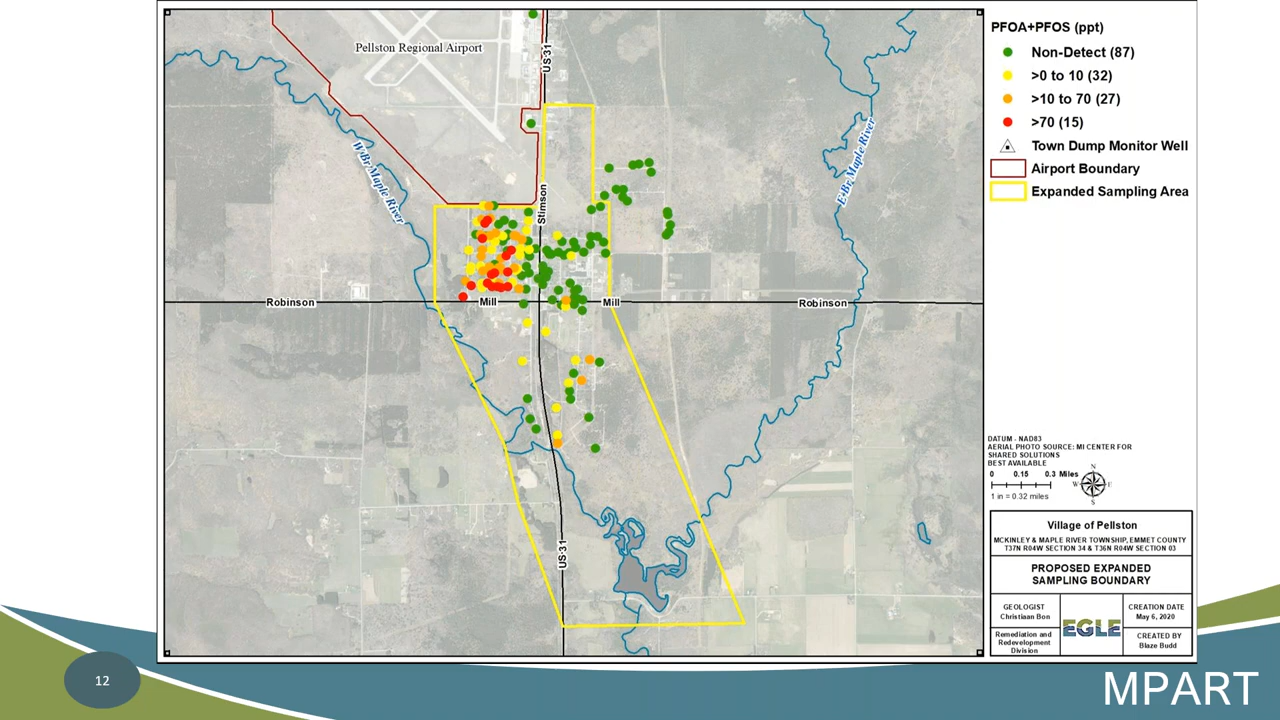 Pellston Regional Airport
US 31
W Br Maple River
E Br Maple River
Stimson
Robinson
Mill
Mill
Robinson
US 31
PFOA+PFOS (ppt)
Non-Detect (87)
>0 to 10 (32)
>10 to 70 (27)
>70 (15)
Town Dump Monitor Well
Airport Boundary
Expanded Sampling Area
DATUM - NAD83
AERIAL PHOTO SOURCE: MI CENTER FOR
SHARED SOLUTIONS
BEST AVAILABLE
0 0.15 0.3 Miles
1 in = 0.32 miles
N
W E
S
Village of Pellston
MCKINLEY & MAPLE RIVER TOWNSHIP, EMMET COUNTY
T37N R04W SECTION 34 & T36N R04W SECTION 03
PROPOSED EXPANDED
SAMPLING BOUNDARY
GEOLOGIST
Christiaan Bon
Remediation and
Redevelopment
Division
EGLE
CREATION DATE
May 6, 2020
CREATED BY
Blaze Budd
12
MPART